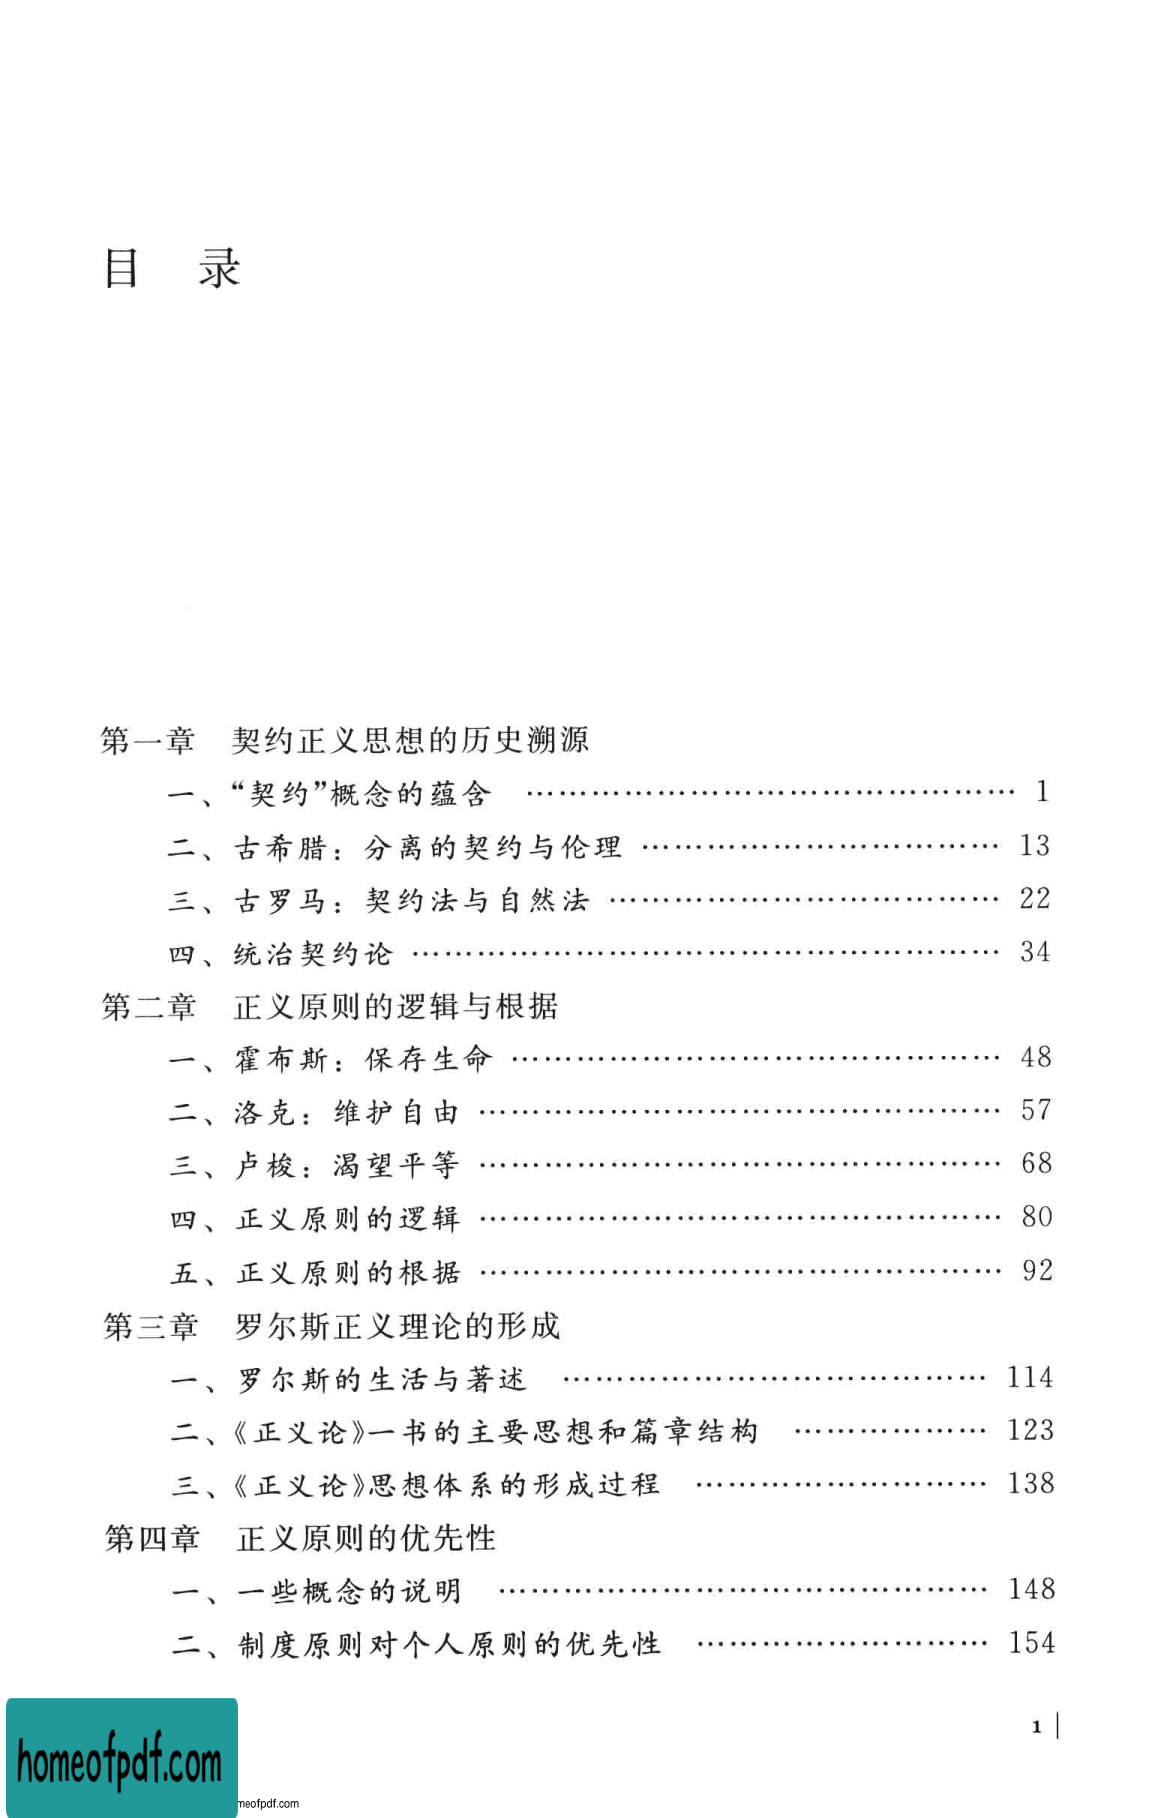 目 录
第一章 契约正义思想的历史溯源
一、“契约”概念的蕴含 …………………………………… 1
二、古希腊：分离的契约与伦理 ………………………… 13
三、古罗马：契约法与自然法 …………………………… 22
四、统治契约论 …………………………………………… 34
第二章 正义原则的逻辑与根据
一、霍布斯：保存生命 …………………………………… 48
二、洛克：维护自由 ……………………………………… 57
三、卢梭：渴望平等 ……………………………………… 68
四、正义原则的逻辑 ……………………………………… 80
五、正义原则的根据 ……………………………………… 92
第三章 罗尔斯正义理论的形成
一、罗尔斯的生活与著述 ……………………………… 114
二、《正义论》一书的主要思想和篇章结构 …………… 123
三、《正义论》思想体系的形成过程 …………………… 138
第四章 正义原则的优先性
一、一些概念的说明 …………………………………… 148
二、制度原则对个人原则的优先性 …………………… 154
1
homeofpdf.com
meofpdf.com